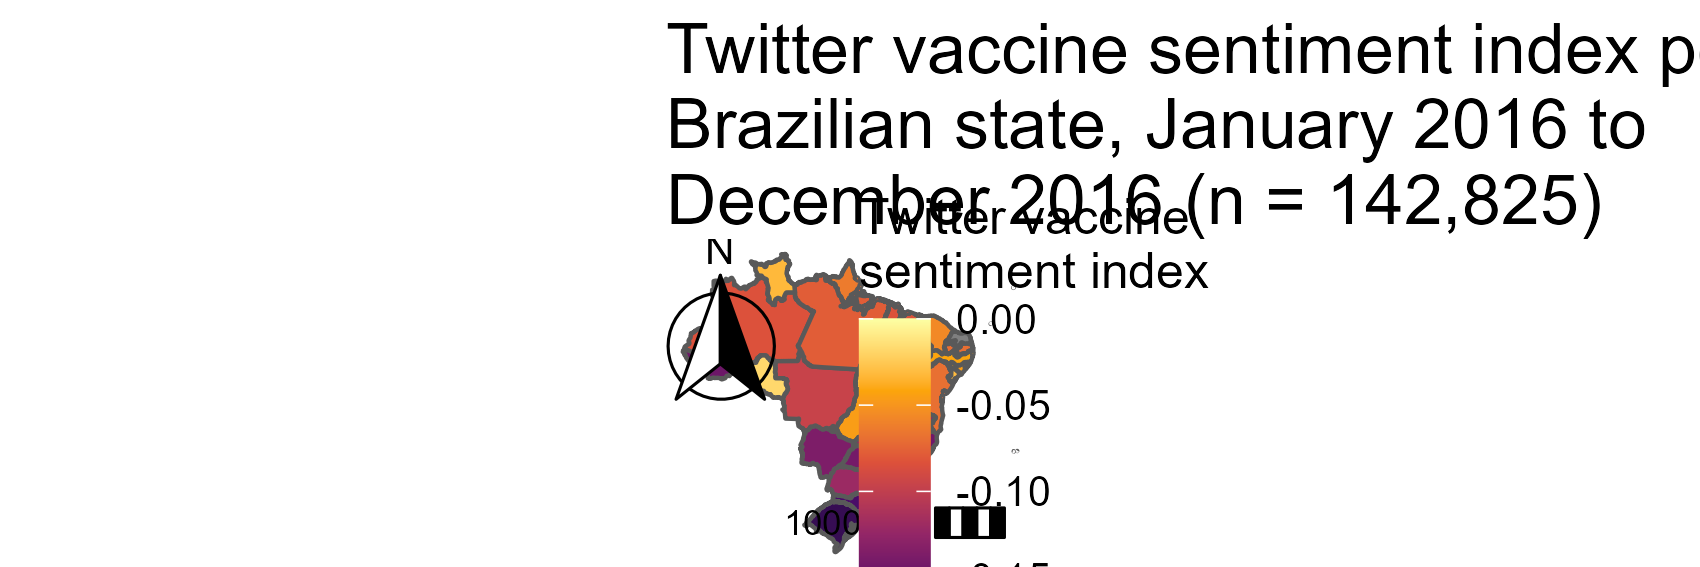 Twitter vaccine sentiment index
Brazilian state, January 2016 to
December 2016 (n = 142,825)
Twitter vaccine
sentiment index
N
0.00
-0.05
-0.10
1000